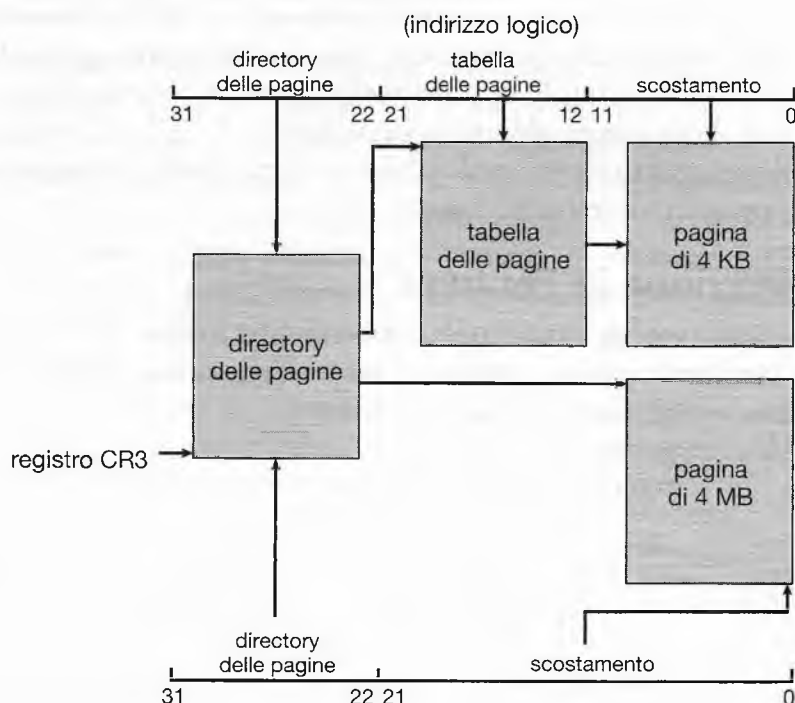 (indirizzo logico)
directory
delle pagine
tabella
delle pagine
scostamento
31
22 21
12 11
0
tabella
delle pagine
pagina
di 4 KB
directory
delle pagine
registro CR3
pagina
di 4 MB
directory
delle pagine
scostamento
31
22 21
0